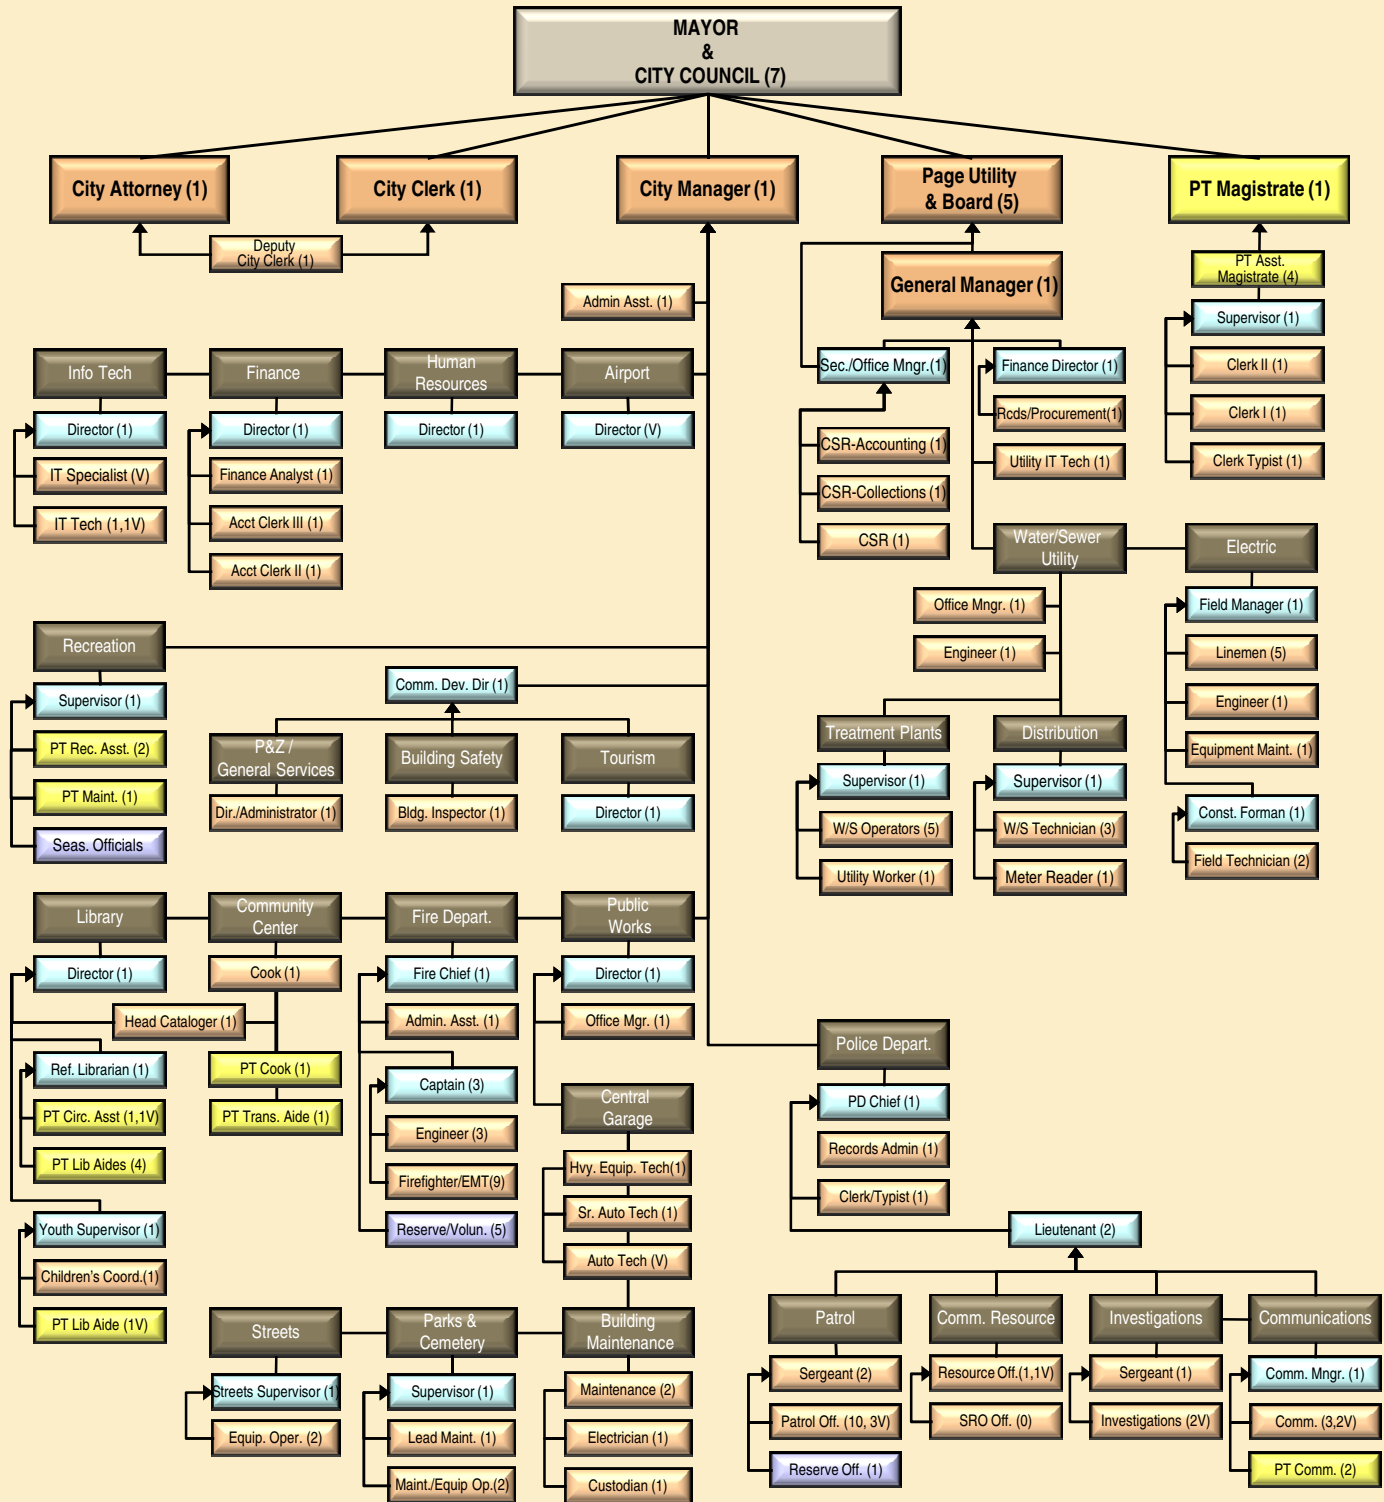 MAYOR
&
CITY COUNCIL (7)
City Attorney (1)
City Clerk (1)
City Manager (1)
Page Utility
& Board (5)
PT Magistrate (1)
Deputy
City Clerk (1)
Admin Asst. (1)
General Manager (1)
PT Asst.
Magistrate (4)
Supervisor (1)
Clerk II (1)
Clerk I (1)
Clerk Typist (1)
Sec./Office Mngr.(1)
Finance Director (1)
Rcds/Procurement(1)
CSR-Accounting (1)
Utility IT Tech (1)
CSR-Collections (1)
CSR (1)
Info Tech
Finance
Human
Resources
Airport
Director (1)
Director (1)
Director (1)
Director (V)
IT Specialist (V)
Finance Analyst (1)
IT Tech (1,1V)
Acct Clerk III (1)
Acct Clerk II (1)
Water/Sewer
Utility
Electric
Office Mngr. (1)
Engineer (1)
Field Manager (1)
Linemen (5)
Engineer (1)
Equipment Maint. (1)
Const. Forman (1)
Field Technician (2)
Treatment Plants
Distribution
Supervisor (1)
Supervisor (1)
W/S Operators (5)
W/S Technician (3)
Utility Worker (1)
Meter Reader (1)
Recreation
Supervisor (1)
PT Rec. Asst. (2)
PT Maint. (1)
Seas. Officials
Comm. Dev. Dir (1)
P&Z /
General Services
Building Safety
Tourism
Dir./Administrator (1)
Bldg. Inspector (1)
Director (1)
Library
Community
Center
Fire Depart.
Public
Works
Director (1)
Cook (1)
Fire Chief (1)
Director (1)
Head Cataloger (1)
Admin. Asst. (1)
Office Mgr. (1)
Ref. Librarian (1)
PT Cook (1)
Captain (3)
PT Circ. Asst (1,1V)
PT Trans. Aide (1)
Engineer (3)
PT Lib Aides (4)
Firefighter/EMT(9)
Reserve/Volun. (5)
Youth Supervisor (1)
Children's Coord.(1)
PT Lib Aide (1V)
Central
Garage
Hvy. Equip. Tech(1)
Sr. Auto Tech (1)
Auto Tech (V)
Streets
Parks &
Cemetery
Building
Maintenance
Streets Supervisor (1)
Supervisor (1)
Maintenance (2)
Equip. Oper. (2)
Lead Maint. (1)
Electrician (1)
Maint./Equip Op.(2)
Custodian (1)
Police Depart.
PD Chief (1)
Records Admin (1)
Clerk/Typist (1)
Lieutenant (2)
Patrol
Comm. Resource
Investigations
Communications
Sergeant (2)
Resource Off.(1,1V)
Sergeant (1)
Comm. Mngr. (1)
Patrol Off. (10, 3V)
SRO Off. (0)
Investigations (2V)
Comm. (3,2V)
Reserve Off. (1)
PT Comm. (2)